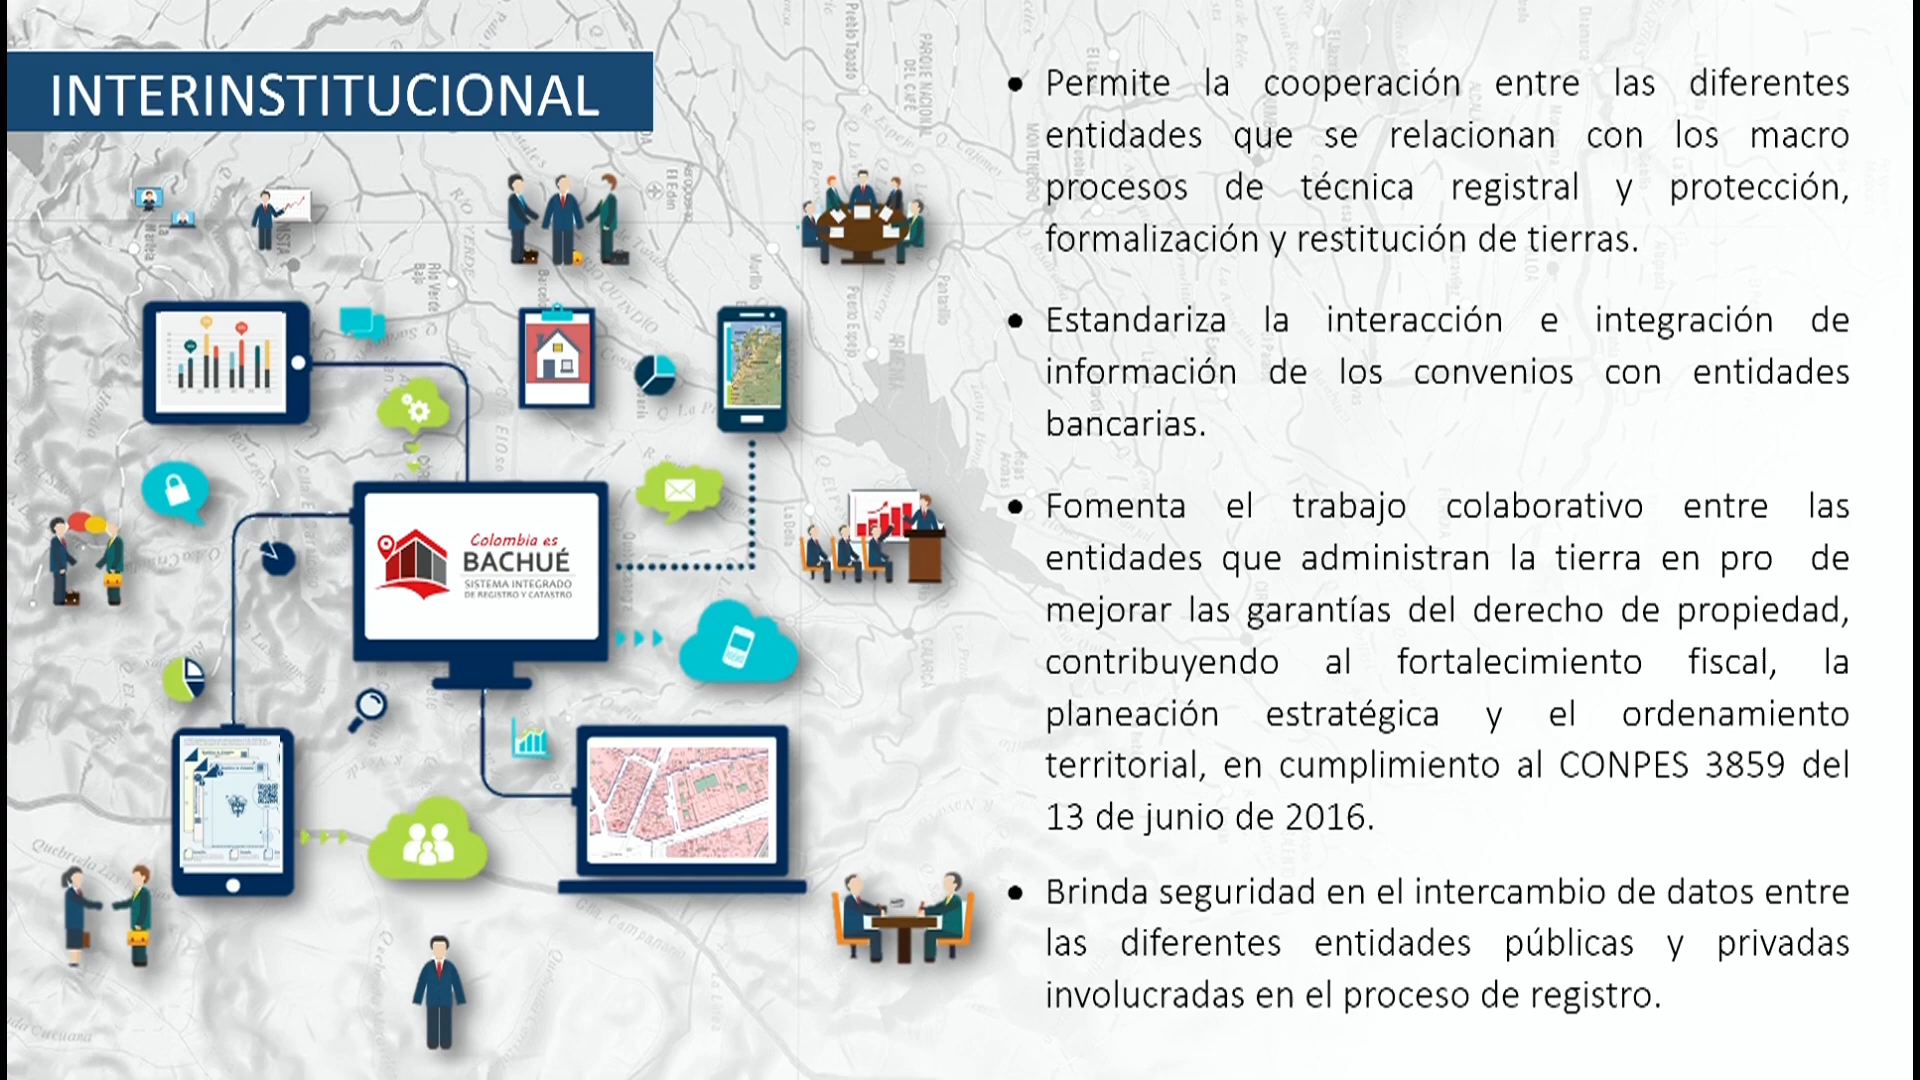 INTERINSTITUCIONAL
Colombia es
BACHUÉ
SISTEMA INTEGRADO
DE REGISTRO Y CATASTRO
• Permite la cooperación entre las diferentes
entidades que se relacionan con los macro
procesos de técnica registral y protección,
formalización y restitución de tierras.
• Estandariza la interacción e integración de
información de los convenios con entidades
bancarias.
• Fomenta el trabajo colaborativo entre las
entidades que administran la tierra en pro de
mejorar las garantías del derecho de propiedad,
contribuyendo al fortalecimiento fiscal, la
planeación estratégica y el ordenamiento
territorial, en cumplimiento al CONPES 3859 del
13 de junio de 2016.
• Brinda seguridad en el intercambio de datos entre
las diferentes entidades públicas y privadas
involucradas en el proceso de registro.